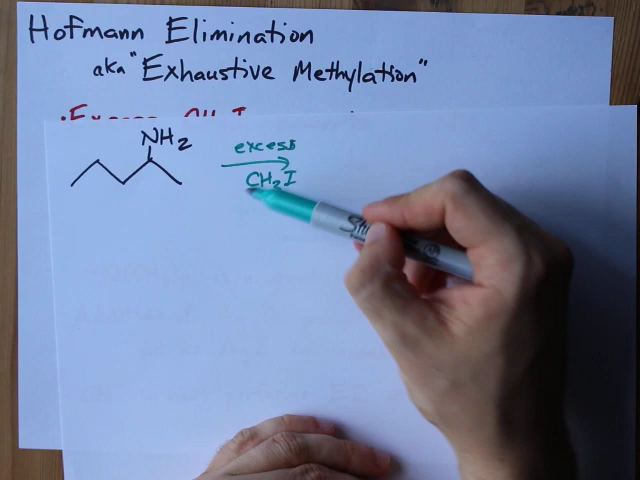 Hofmann Elimination
aka "Exhaustive Methylation"
NH2
excess
CH3I